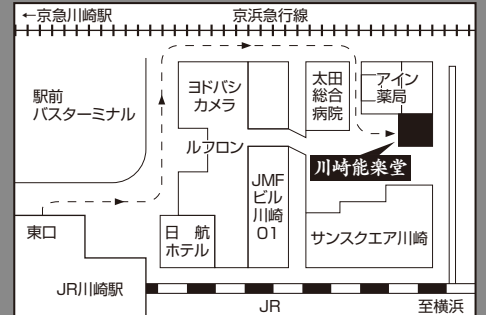 ←京急川崎駅
京浜急行線
駅前
バスターミナル
ヨドバシ
カメラ
太田
総合
病院
アイン
薬局
ルフロン
川崎能楽堂
JMF
ビル
川崎
01
東口
日航
ホテル
サンスクエア川崎
JR川崎駅
JR
至横浜